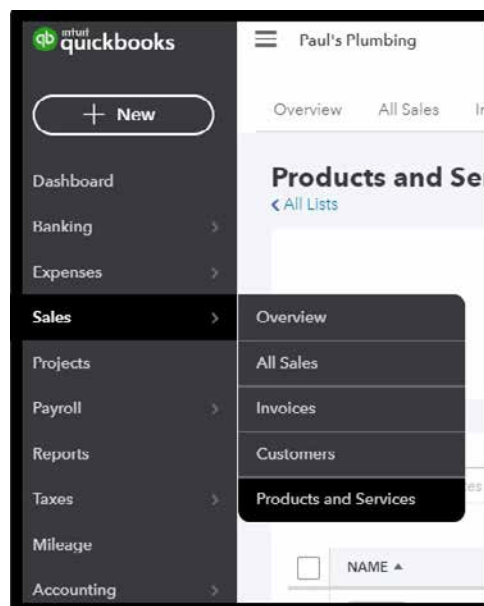 intuit
quickbooks
+ New
Dashboard
Banking
Expenses
Sales
Projects
Payroll
Reports
Taxes
Mileage
Accounting
Overview
All Sales
Invoices
Customers
Products and Services
Paul's Plumbing
Overview All Sales
Products and Se
All Lists
NAME